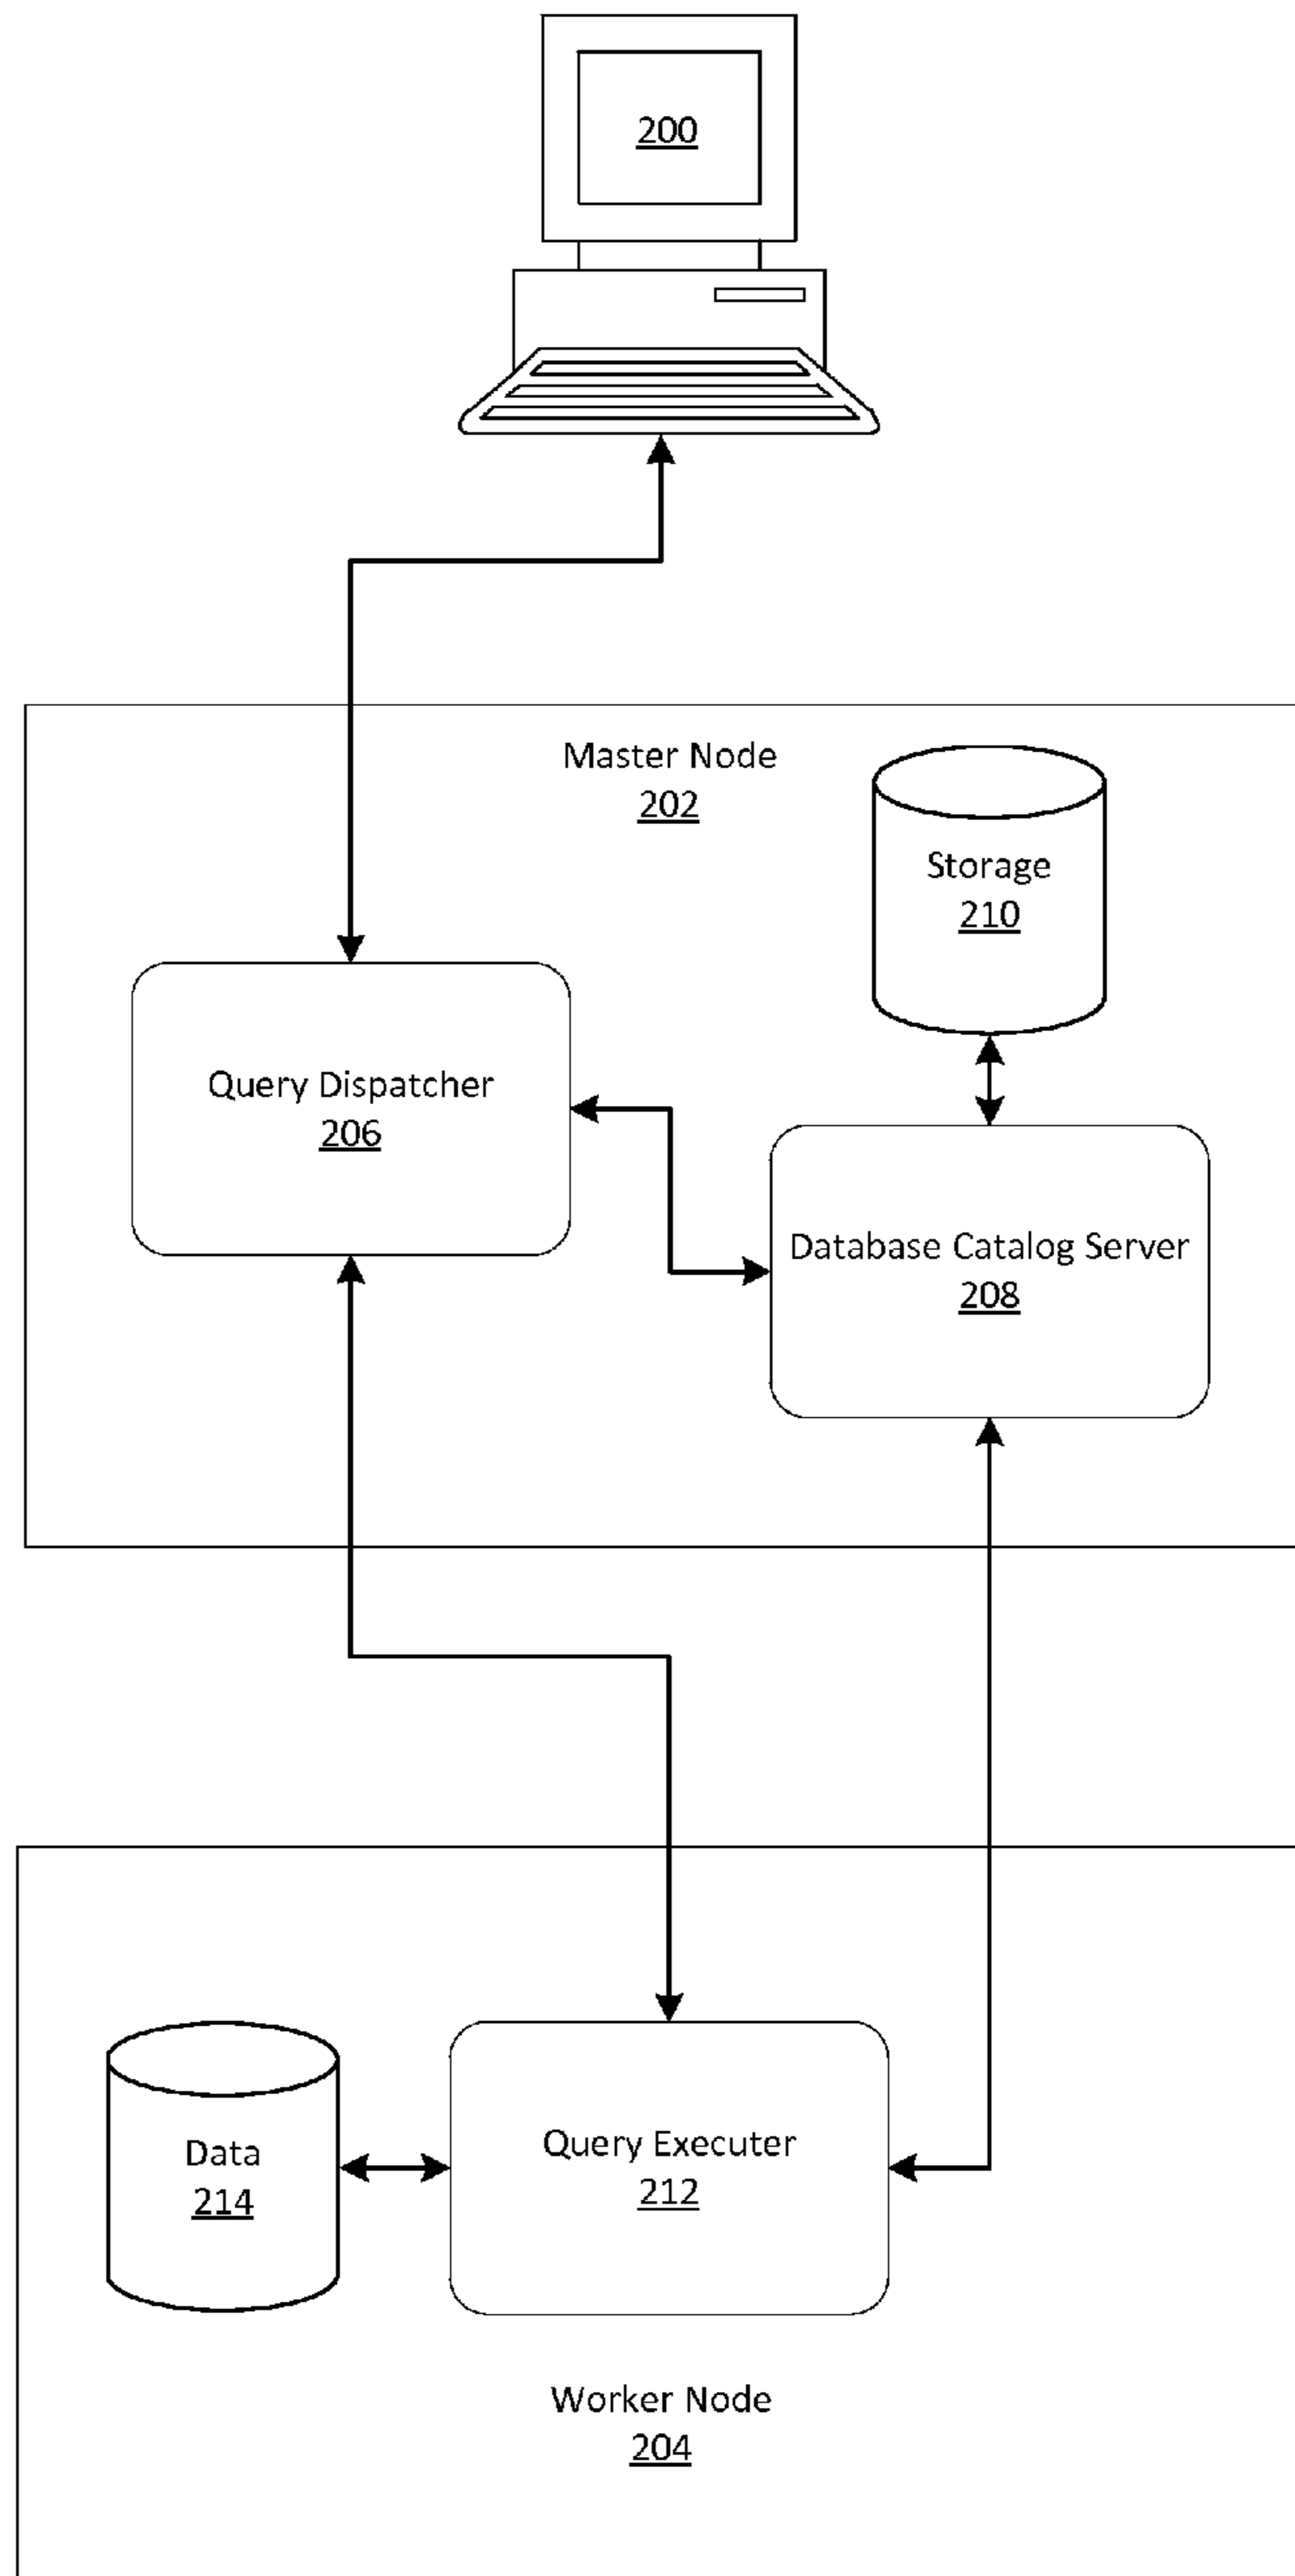 200
Master Node
202
Storage
210
Query Dispatcher
206
Database Catalog Server
208
Data
214
Query Executer
212
Worker Node
204